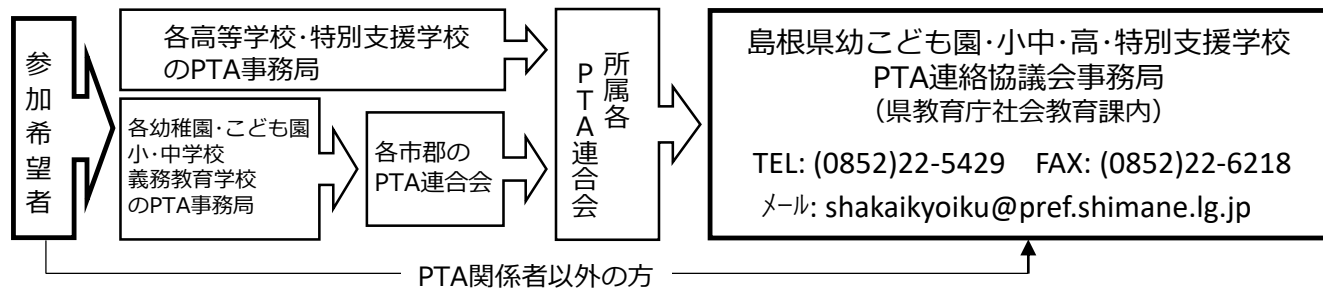 参加希望者
各高等学校・特別支援学校
のPTA事務局
各幼稚園・こども園
小・中学校
義務教育学校
のPTA事務局
各市郡の
PTA連合会
所属各
PTA連合会
島根県幼こども園・小中・高・特別支援学校
PTA連絡協議会事務局
（県教育庁社会教育課内）
TEL: (0852)22-5429 FAX: (0852)22-6218
ﾒｰﾙ: shakaikyoiku@pref.shimane.lg.jp
PTA関係者以外の方